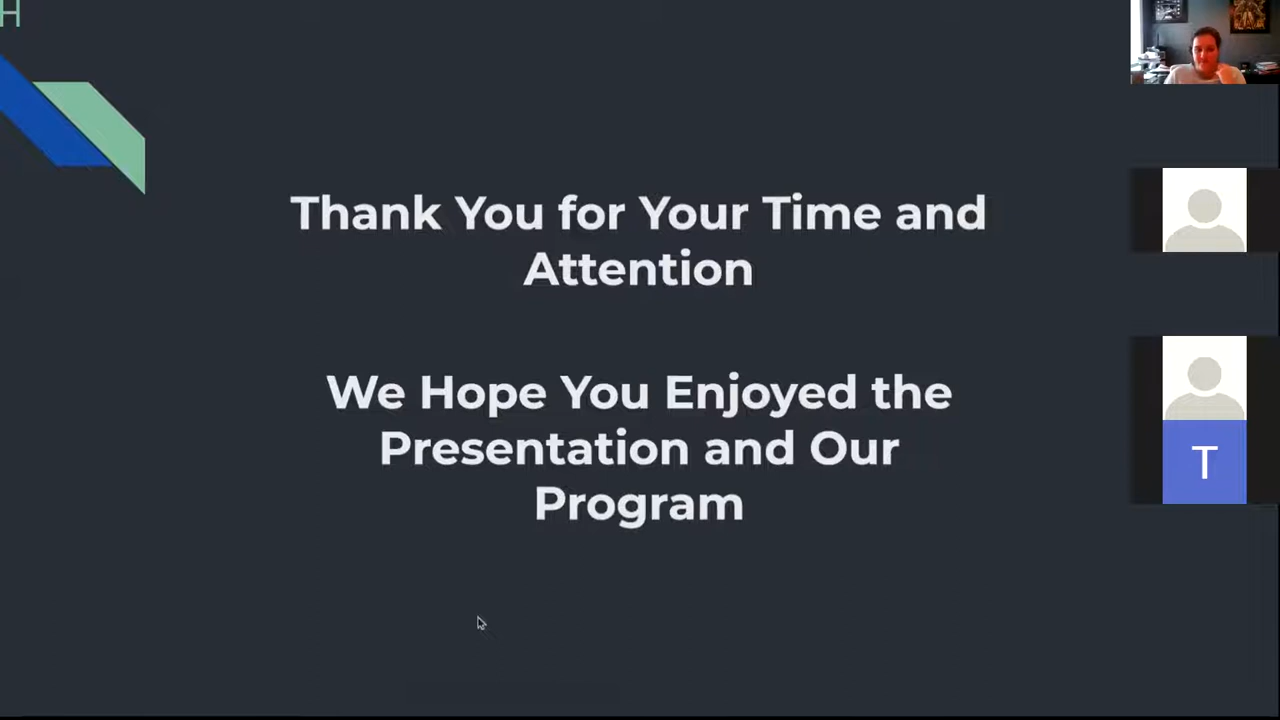 H
Thank You for Your Time and
Attention
We Hope You Enjoyed the
Presentation and Our
Program
T